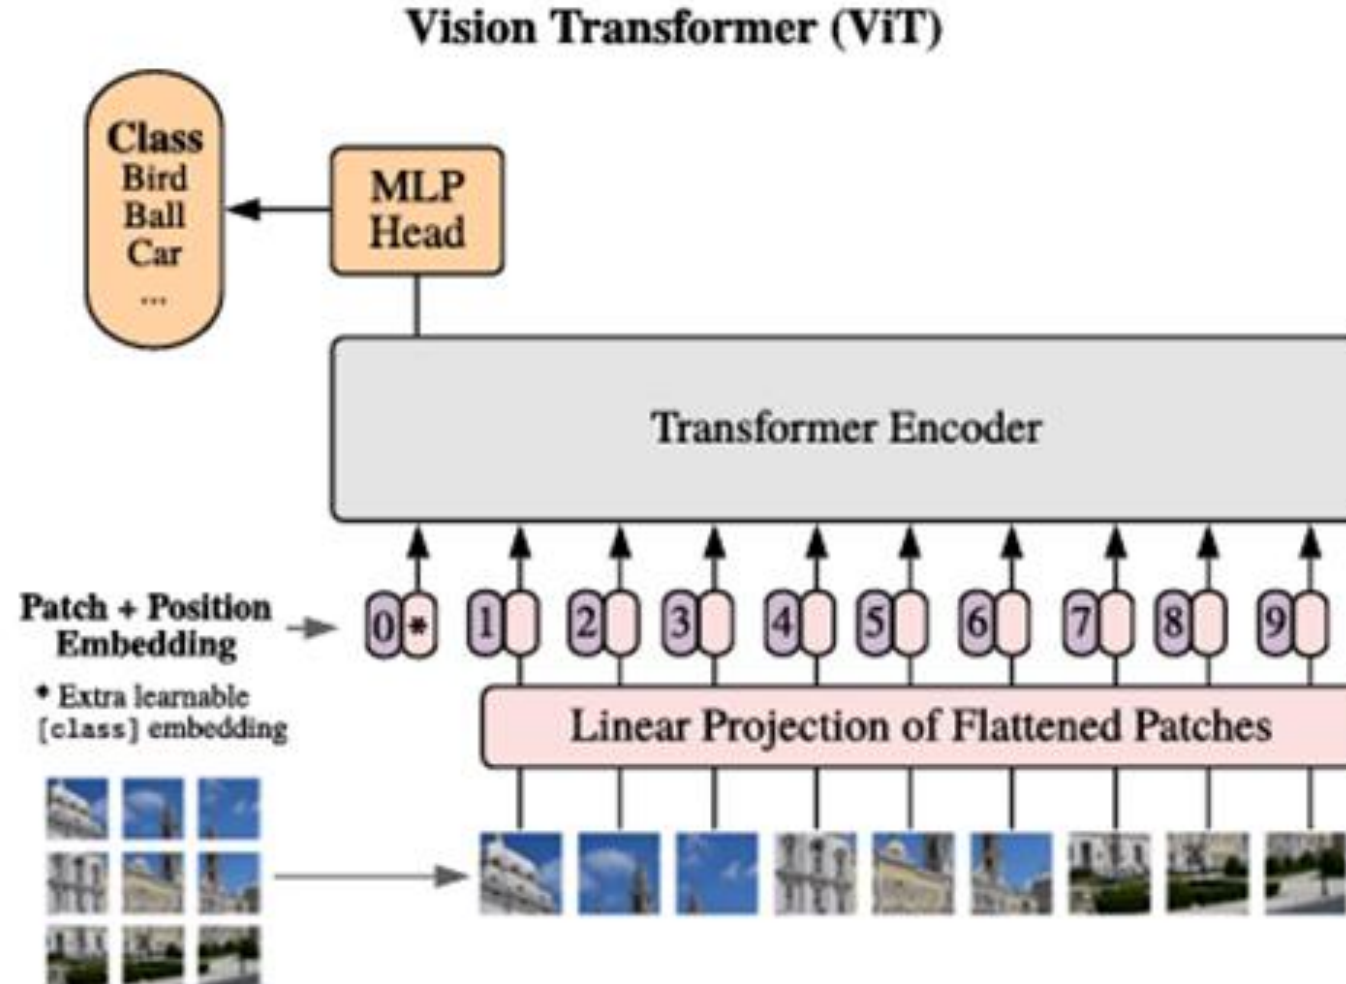 Vision Transformer (ViT)
Class
Bird
Ball
Car
...
MLP
Head
Transformer Encoder
Patch + Position
Embedding
0 * 1 2 3 4 5 6 7 8 9
* Extra learnable
[class] embedding
Linear Projection of Flattened Patches